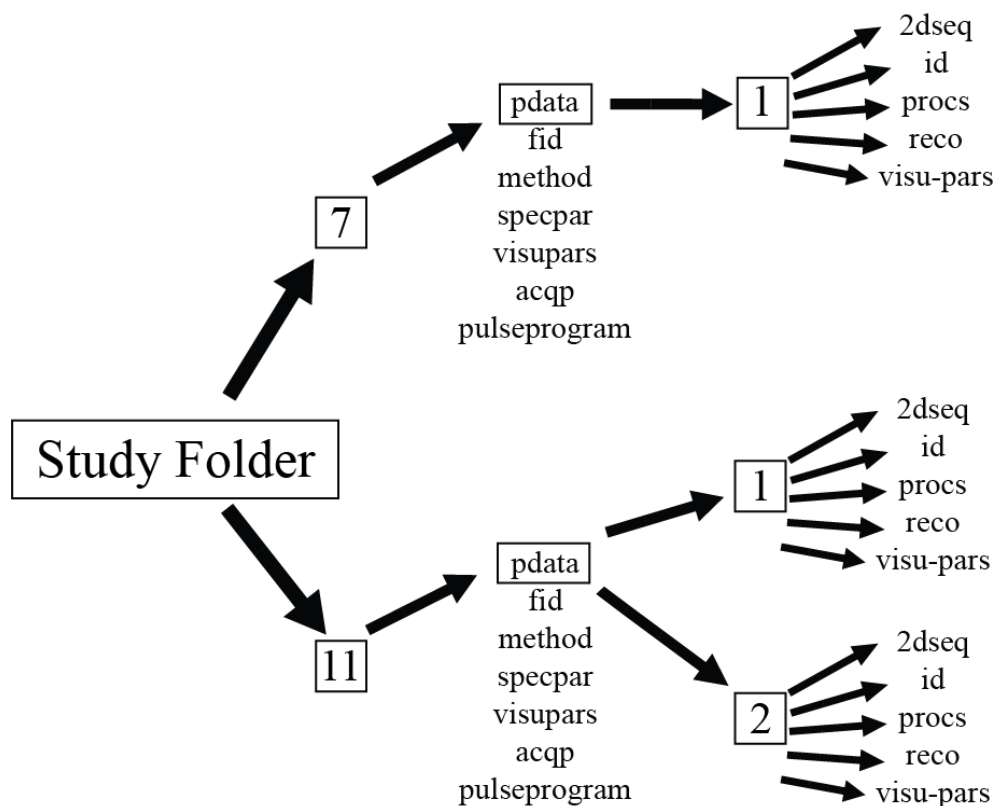 2dseq
id
procs
reco
visu-pars
1
pdata
fid
method
specpar
visupars
acqp
pulseprogram
7
Study Folder
11
pdata
fid
method
specpar
visupars
acqp
pulseprogram
1
2dseq
id
procs
reco
visu-pars
2
2dseq
id
procs
reco
visu-pars